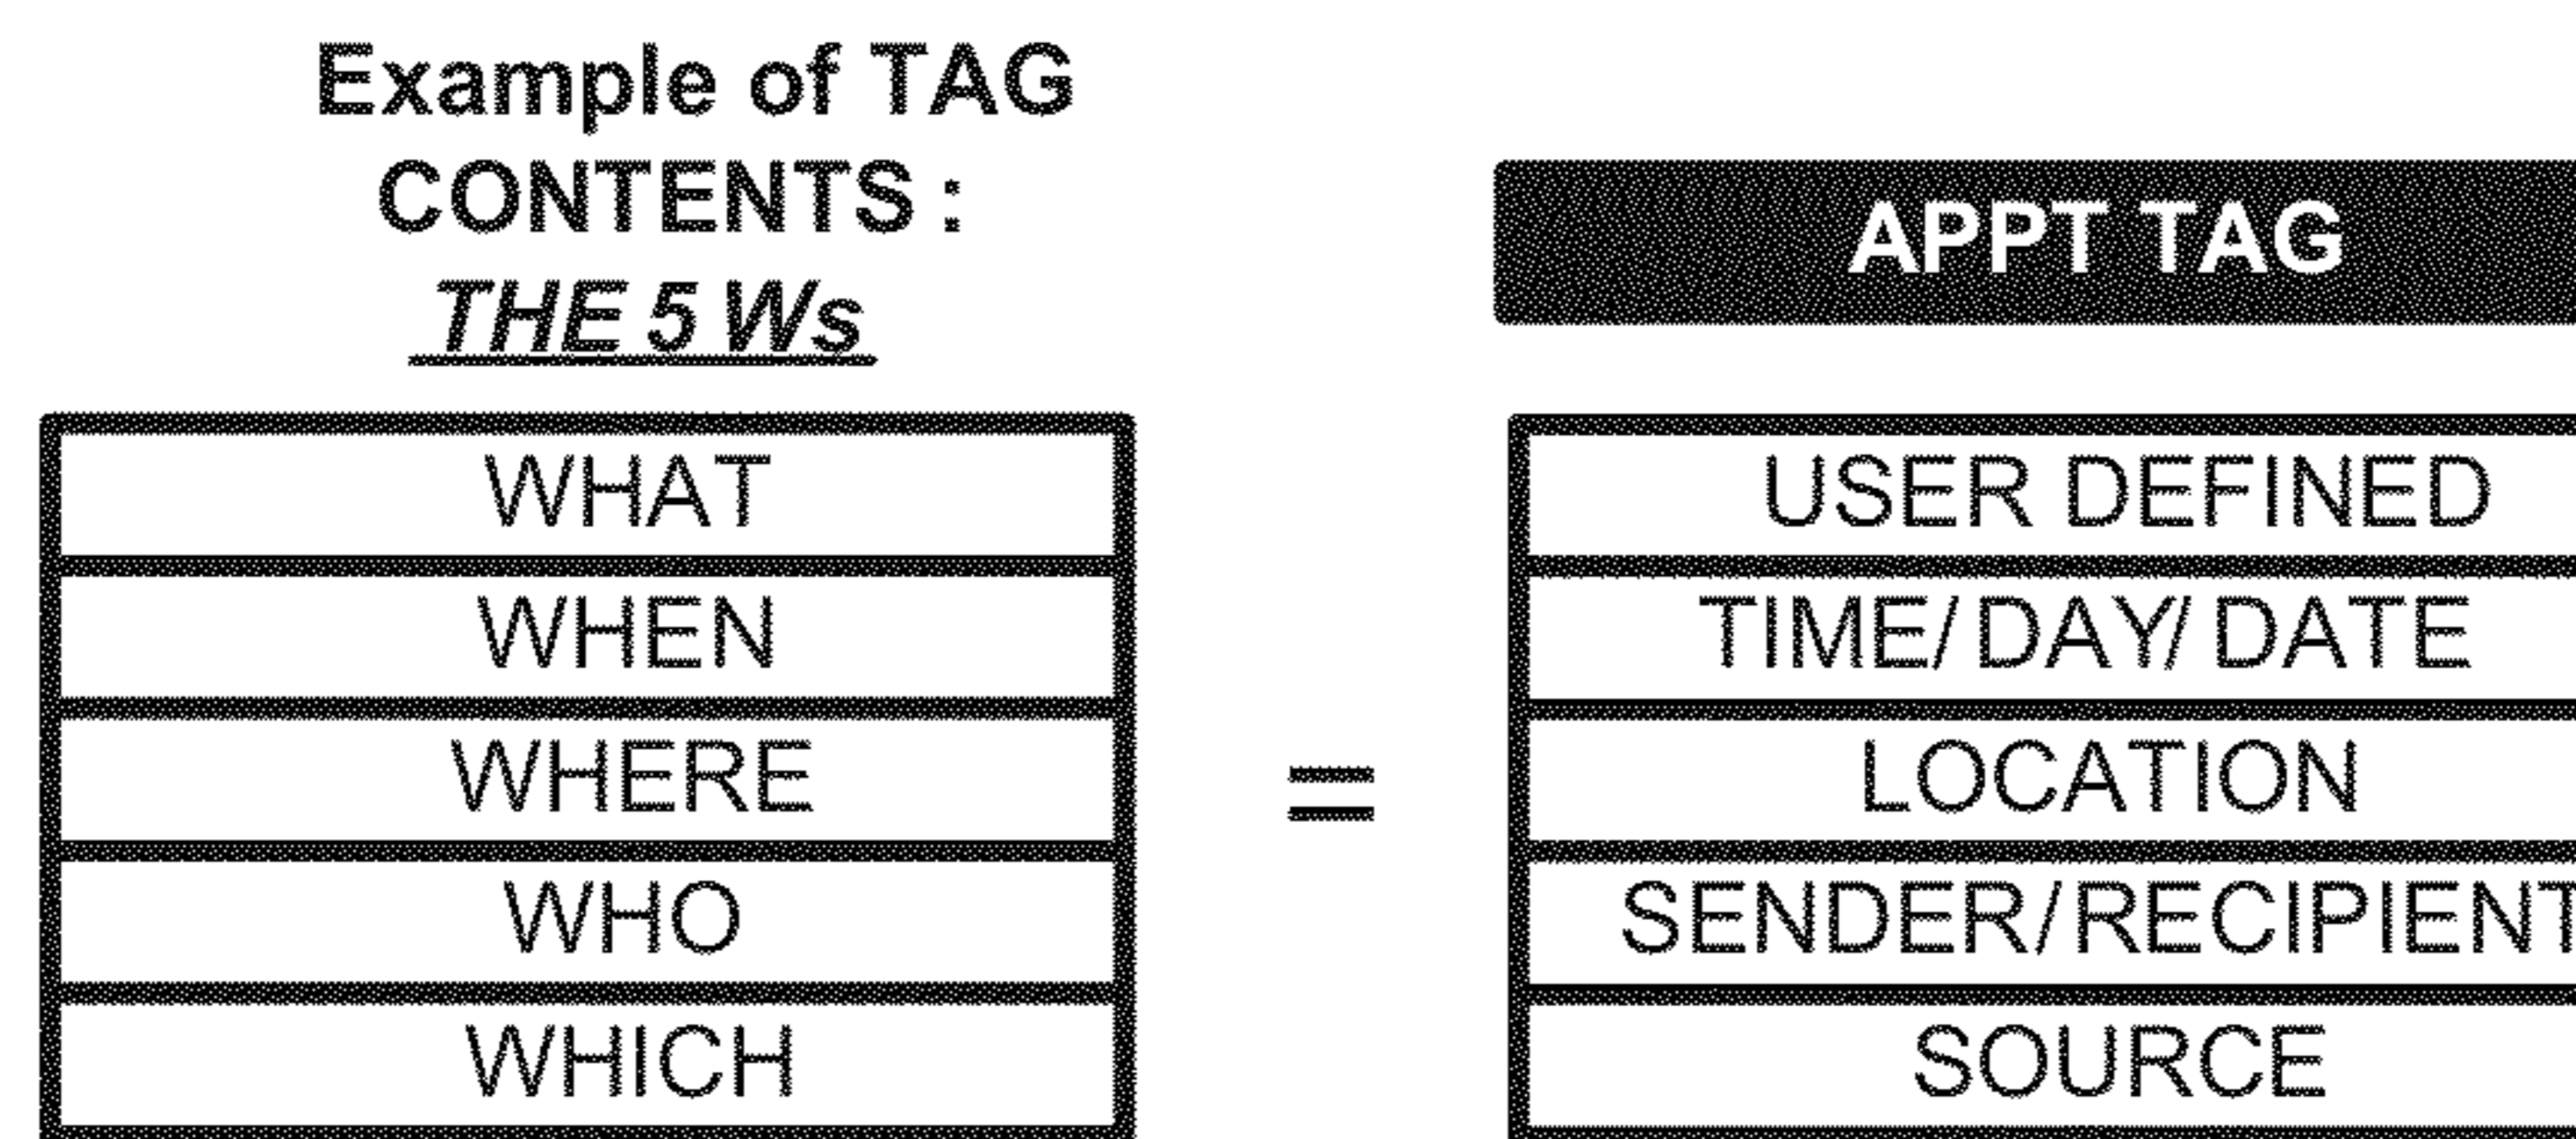 Example of TAG
CONTENTS :
THE 5 Ws
APPT TAG
WHAT
WHEN
WHERE
WHO
WHICH
=
USER DEFINED
TIME/ DAY/ DATE
LOCATION
SENDER/RECIPIENT
SOURCE